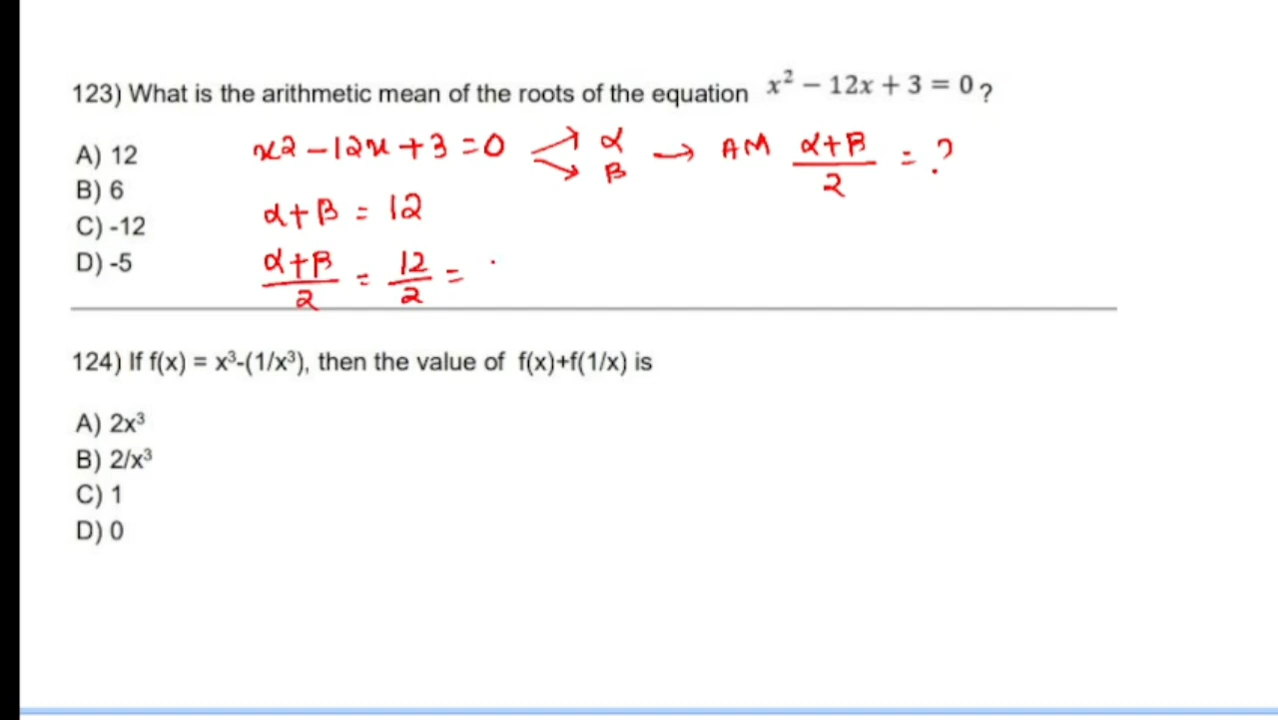 123) What is the arithmetic mean of the roots of the equation x² − 12x + 3 = 0 ?
A) 12
B) 6
C) -12
D) -5
x2 − 12x + 3 = 0 α β → AM α+β/2 = ?
α+β = 12
α+β/2 = 12/2 =
124) If f(x) = x³-(1/x³), then the value of f(x)+f(1/x) is
A) 2x³
B) 2/x³
C) 1
D) 0